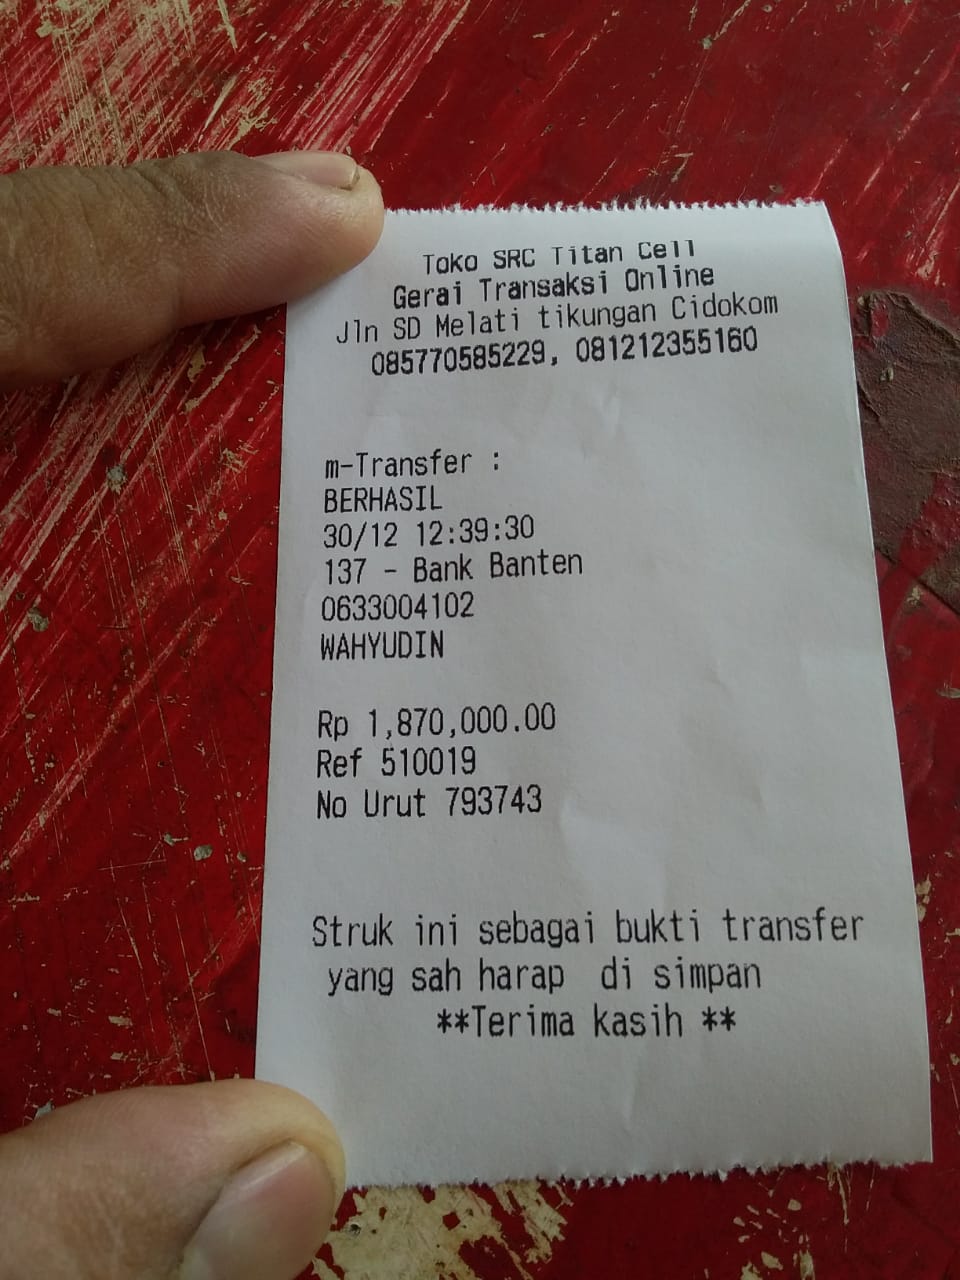 Toko SRC Titan Cell
Gerai Transaksi Online
Jln SD Melati tikungan Cidokom
085770585229, 081212355160
m-Transfer :
BERHASIL
30/12 12:39:30
137 - Bank Banten
0633004102
WAHYUDIN
Rp 1,870,000.00
Ref 510019
No Urut 793743
Struk ini sebagai bukti transfer
yang sah harap di simpan
**Terima kasih **